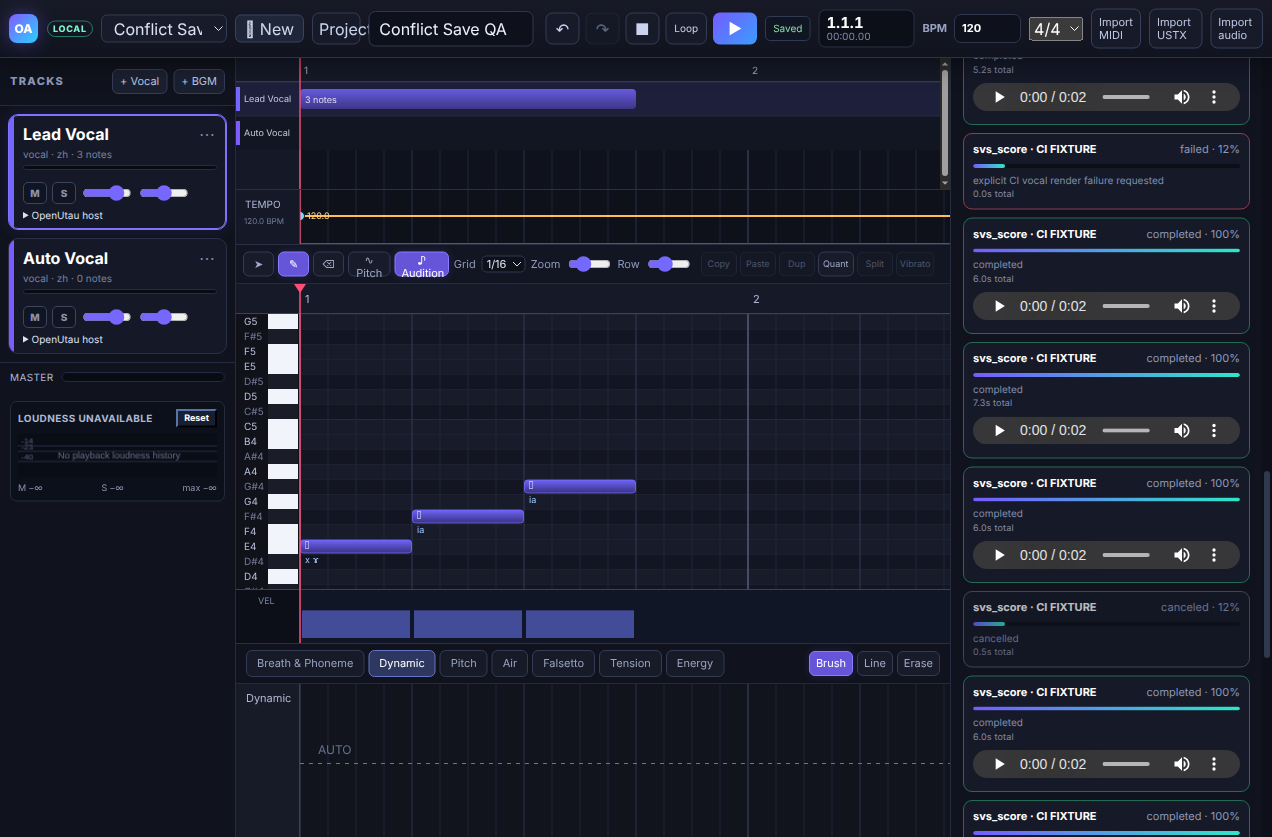 OA
LOCAL
Conflict Sav
New
Project
Conflict Save QA
Loop
Saved
1.1.1
00:00.00
BPM
120
4/4
Import MIDI
Import USTX
Import audio
TRACKS
+ Vocal
+ BGM
Lead Vocal
...
vocal · zh · 3 notes
M
S
OpenUtau host
Auto Vocal
...
vocal · zh · 0 notes
M
S
OpenUtau host
MASTER
LOUDNESS UNAVAILABLE
Reset
-14
-23
-40
No playback loudness history
M −∞
S −∞
max −∞
1
2
Lead Vocal
3 notes
Auto Vocal
TEMPO
120.0 BPM
120.0
Pitch
Audition
Grid
1/16
Zoom
Row
Copy
Paste
Dup
Quant
Split
Vibrato
1
2
G5
F#5
F5
E5
D#5
D5
C#5
C5
B4
A#4
A4
G#4
ia
G4
F#4
ia
F4
E4
D#4
x ɤ
D4
VEL
Breath & Phoneme
Dynamic
Pitch
Air
Falsetto
Tension
Energy
Brush
Line
Erase
Dynamic
AUTO
5.2s total
0:00 / 0:02
svs_score · CI FIXTURE
failed · 12%
explicit CI vocal render failure requested
0.0s total
svs_score · CI FIXTURE
completed · 100%
completed
6.0s total
0:00 / 0:02
svs_score · CI FIXTURE
completed · 100%
completed
7.3s total
0:00 / 0:02
svs_score · CI FIXTURE
completed · 100%
completed
6.0s total
0:00 / 0:02
svs_score · CI FIXTURE
canceled · 12%
cancelled
0.5s total
svs_score · CI FIXTURE
completed · 100%
completed
6.0s total
0:00 / 0:02
svs_score · CI FIXTURE
completed · 100%